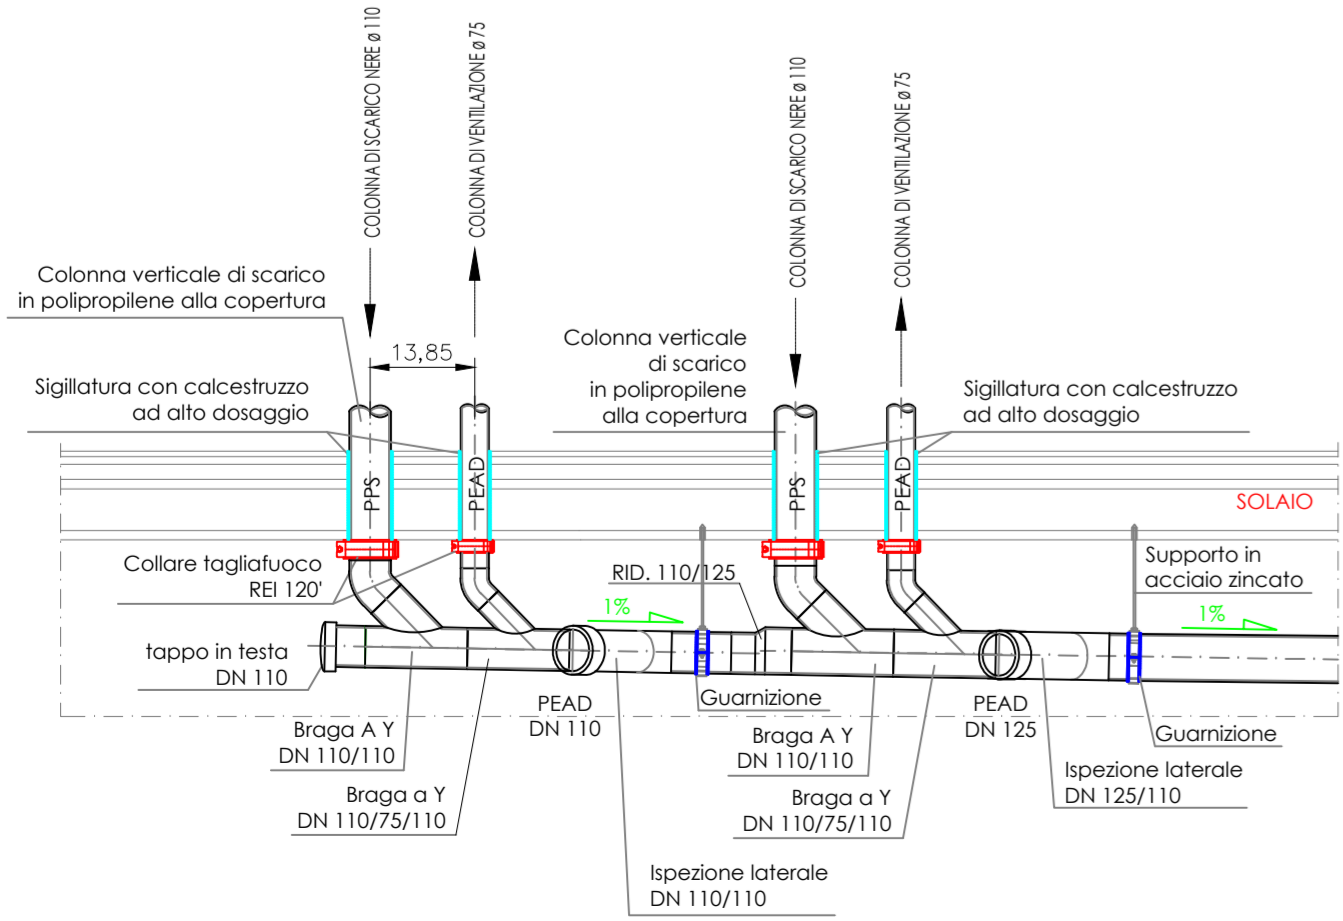 COLONNA DI SCARICO NERE ø 110
COLONNA DI VENTILAZIONE ø 75
COLONNA DI SCARICO NERE ø 110
COLONNA DI VENTILAZIONE ø 75
Colonna verticale di scarico
in polipropilene alla copertura
13,85
Colonna verticale
di scarico
in polipropilene
alla copertura
Sigillatura con calcestruzzo
ad alto dosaggio
Sigillatura con calcestruzzo
ad alto dosaggio
PPS
PEAD
PPS
PEAD
SOLAIO
Collare tagliafuoco
REI 120'
RID. 110/125
Supporto in
acciaio zincato
1%
1%
tappo in testa
DN 110
PEAD
DN 110
Guarnizione
PEAD
DN 125
Guarnizione
Braga A Y
DN 110/110
Braga A Y
DN 110/110
Ispezione laterale
DN 125/110
Braga a Y
DN 110/75/110
Braga a Y
DN 110/75/110
Ispezione laterale
DN 110/110